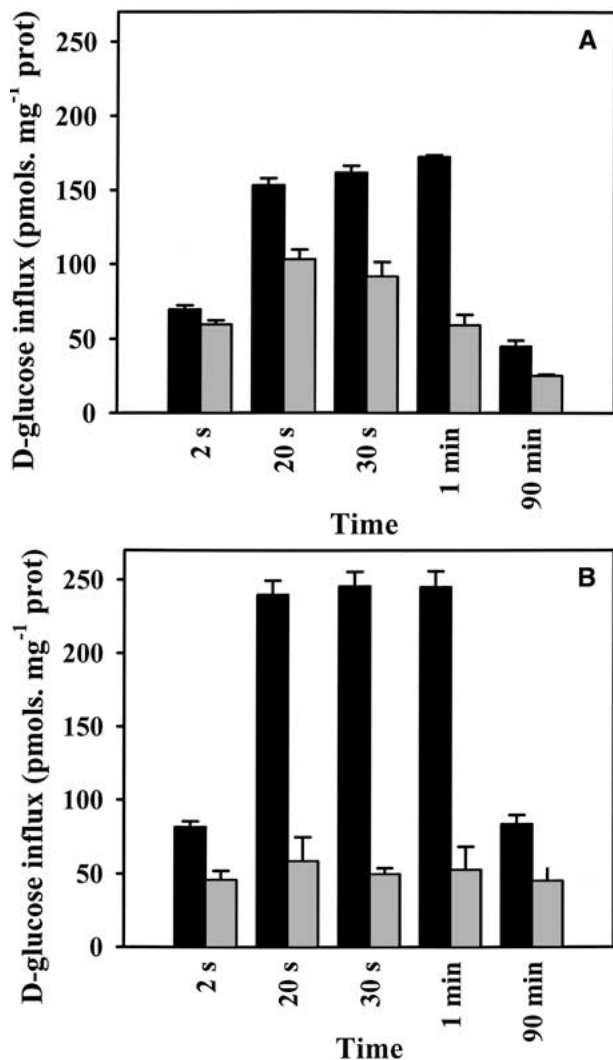 A
D-glucose influx (pmols. mg⁻¹ prot)
250
200
150
100
50
0
2 s
20 s
30 s
1 min
90 min
Time
B
D-glucose influx (pmols. mg⁻¹ prot)
250
200
150
100
50
0
2 s
20 s
30 s
1 min
90 min
Time